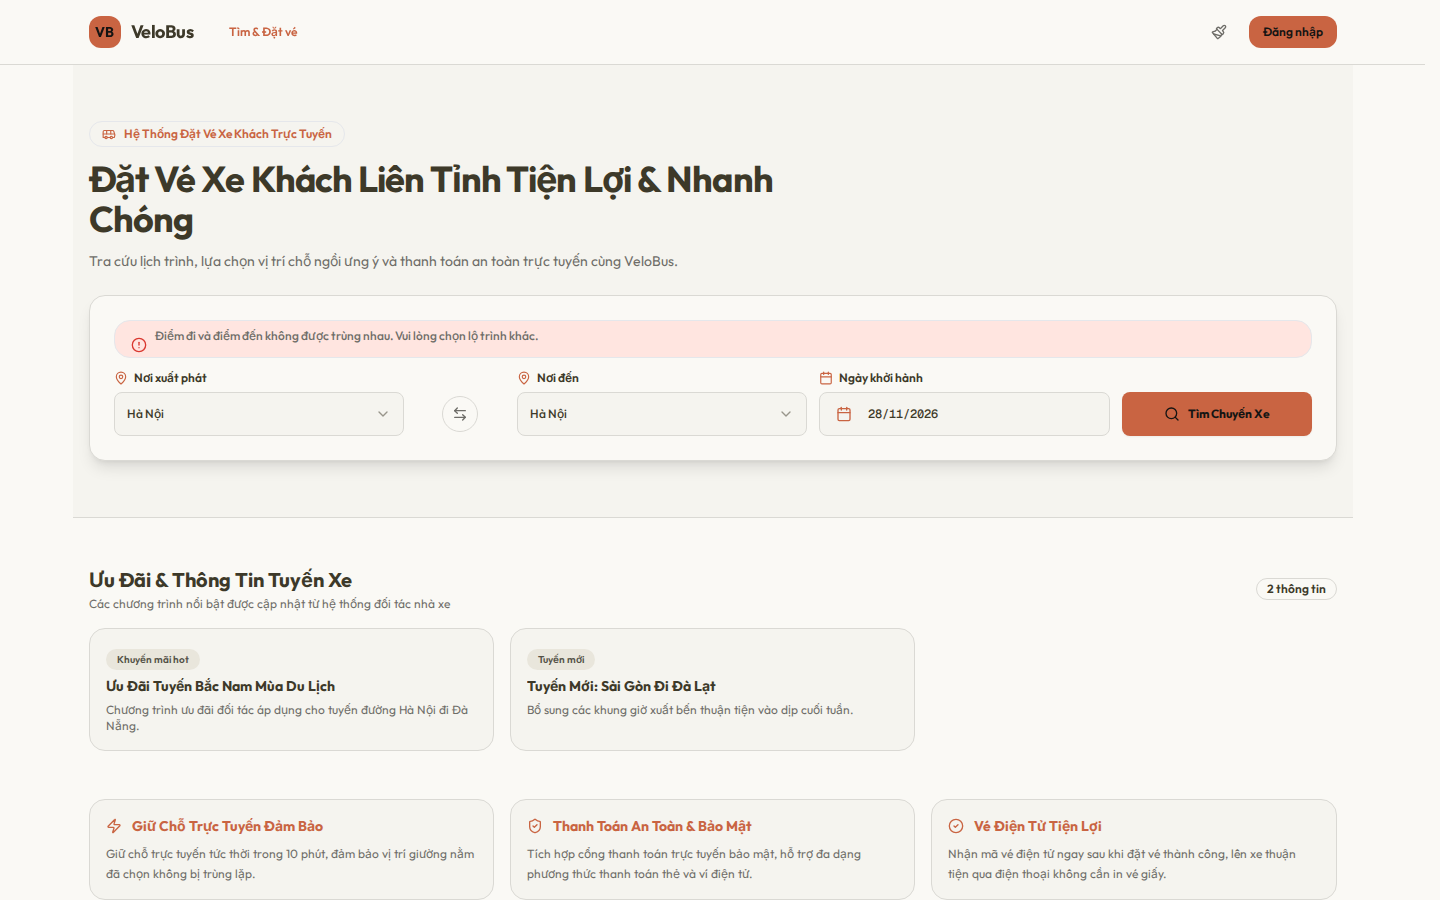 VB VeloBus Tìm & Đặt vé Đăng nhập
Hệ Thống Đặt Vé Xe Khách Trực Tuyến
Đặt Vé Xe Khách Liên Tỉnh Tiện Lợi & Nhanh
Chóng
Tra cứu lịch trình, lựa chọn vị trí chỗ ngồi ưng ý và thanh toán an toàn trực tuyến cùng VeloBus.
Điểm đi và điểm đến không được trùng nhau. Vui lòng chọn lộ trình khác.
Nơi xuất phát Nơi đến Ngày khởi hành
Hà Nội Hà Nội 28/11/2026 Tìm Chuyến Xe
Ưu Đãi & Thông Tin Tuyến Xe
Các chương trình nổi bật được cập nhật từ hệ thống đối tác nhà xe
2 thông tin
Khuyến mãi hot
Ưu Đãi Tuyến Bắc Nam Mùa Du Lịch
Chương trình ưu đãi đối tác áp dụng cho tuyến đường Hà Nội đi Đà
Nẵng.
Tuyến mới
Tuyến Mới: Sài Gòn Đi Đà Lạt
Bổ sung các khung giờ xuất bến thuận tiện vào dịp cuối tuần.
Giữ Chỗ Trực Tuyến Đảm Bảo
Giữ chỗ trực tuyến tức thời trong 10 phút, đảm bảo vị trí giường nằm
đã chọn không bị trùng lặp.
Thanh Toán An Toàn & Bảo Mật
Tích hợp cổng thanh toán trực tuyến bảo mật, hỗ trợ đa dạng
phương thức thanh toán thẻ và ví điện tử.
Vé Điện Tử Tiện Lợi
Nhận mã vé điện tử ngay sau khi đặt vé thành công, lên xe thuận
tiện qua điện thoại không cần in vé giấy.